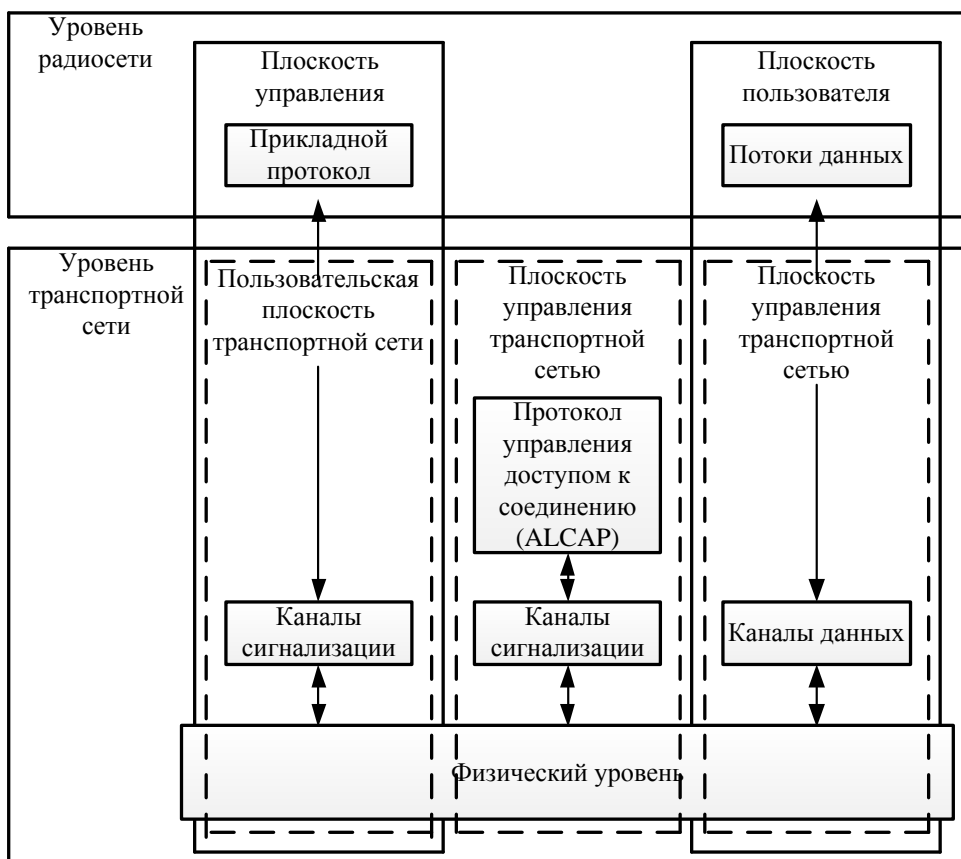 Уровень
радиосети
Плоскость
управления
Прикладной
протокол
Плоскость
пользователя
Потоки данных
Уровень
транспортной
сети
Пользовательская
плоскость
транспортной сети
Каналы
сигнализации
Плоскость
управления
транспортной
сетью
Протокол
управления
доступом к
соединению
(ALCAP)
Каналы
сигнализации
Плоскость
управления
транспортной
сетью
Каналы данных
Физический уровень